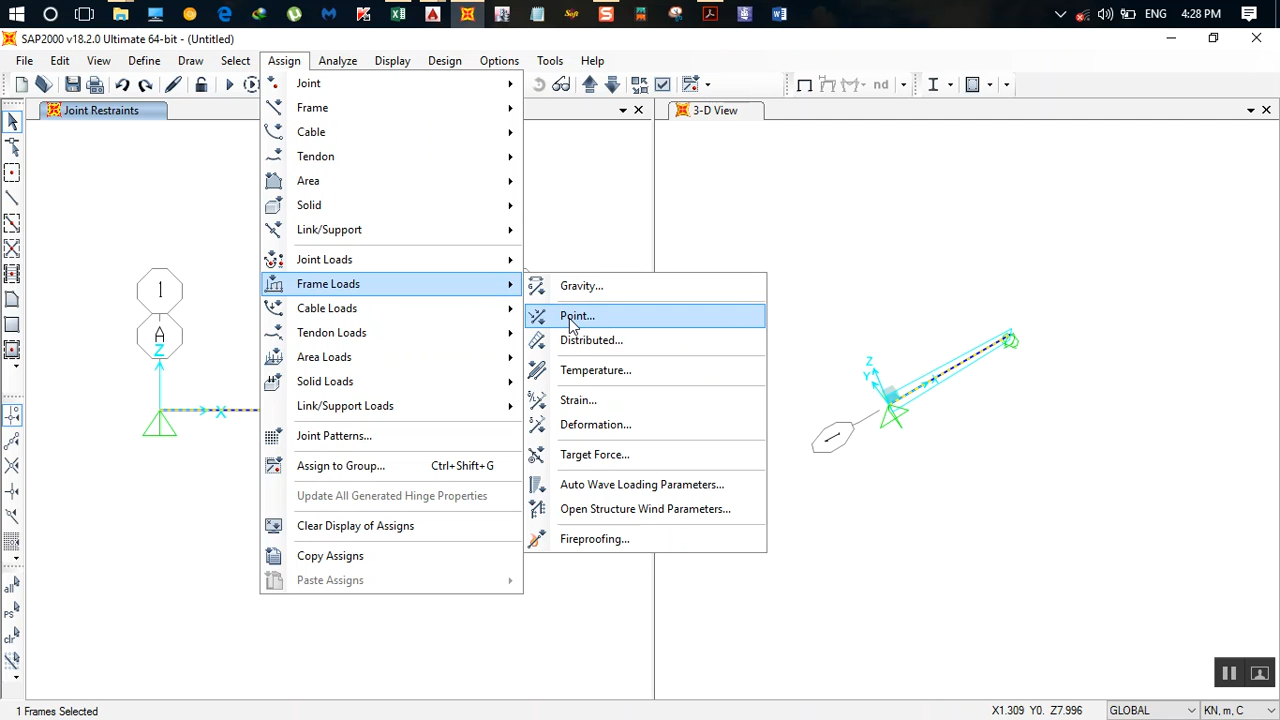 ENG 4:28 PM
SAP2000 v18.2.0 Ultimate 64-bit - (Untitled)
File Edit View Define Draw Select Assign Analyze Display Design Options Tools Help
nd
Joint Restraints
3-D View
Joint
Frame
Cable
Tendon
Area
Solid
Link/Support
Joint Loads
Frame Loads
Cable Loads
Tendon Loads
Area Loads
Solid Loads
Link/Support Loads
Joint Patterns...
Assign to Group... Ctrl+Shift+G
Update All Generated Hinge Properties
Clear Display of Assigns
Copy Assigns
Paste Assigns
Gravity...
Point...
Distributed...
Temperature...
Strain...
Deformation...
Target Force...
Auto Wave Loading Parameters...
Open Structure Wind Parameters...
Fireproofing...
1
A
Z
X
Z
Y
X
all
PS
clr
1 Frames Selected
X1.309 Y0. Z7.996
GLOBAL
KN, m, C